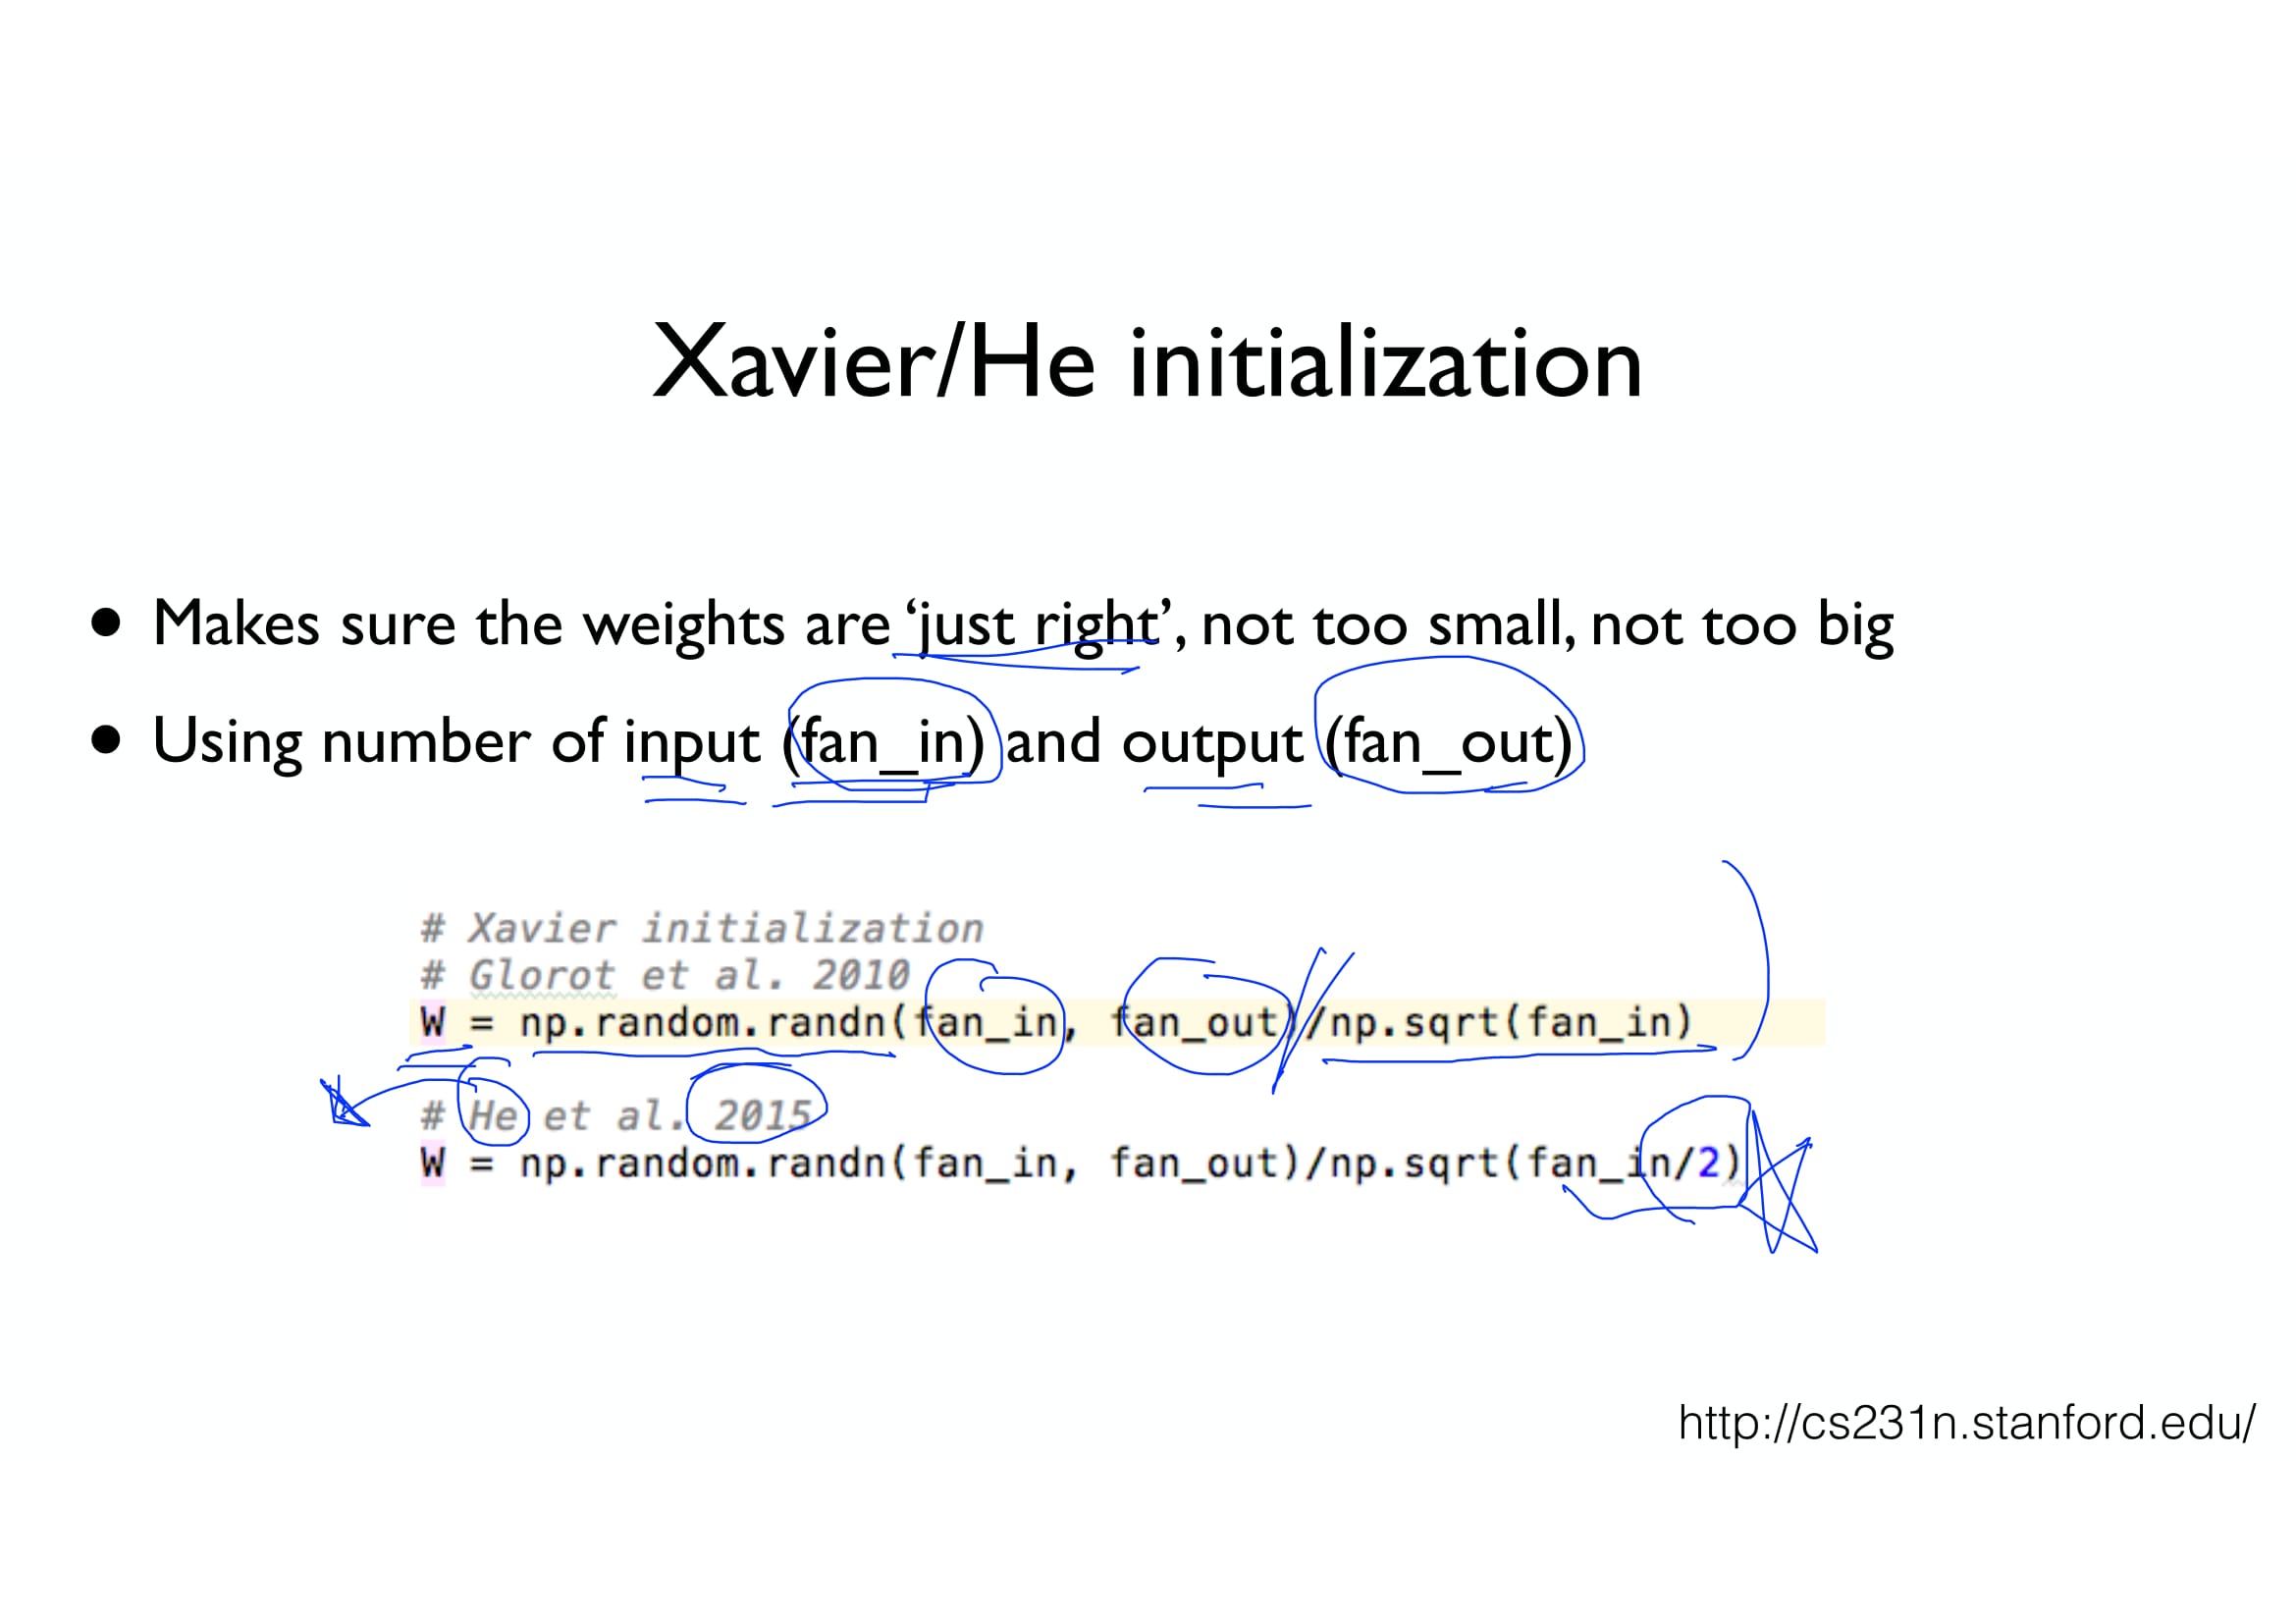 Xavier/He initialization
● Makes sure the weights are ‘just right’, not too small, not too big
● Using number of input (fan_in) and output (fan_out)
# Xavier initialization
# Glorot et al. 2010
W = np.random.randn(fan_in, fan_out)/np.sqrt(fan_in)
# He et al. 2015
W = np.random.randn(fan_in, fan_out)/np.sqrt(fan_in/2)
http://cs231n.stanford.edu/